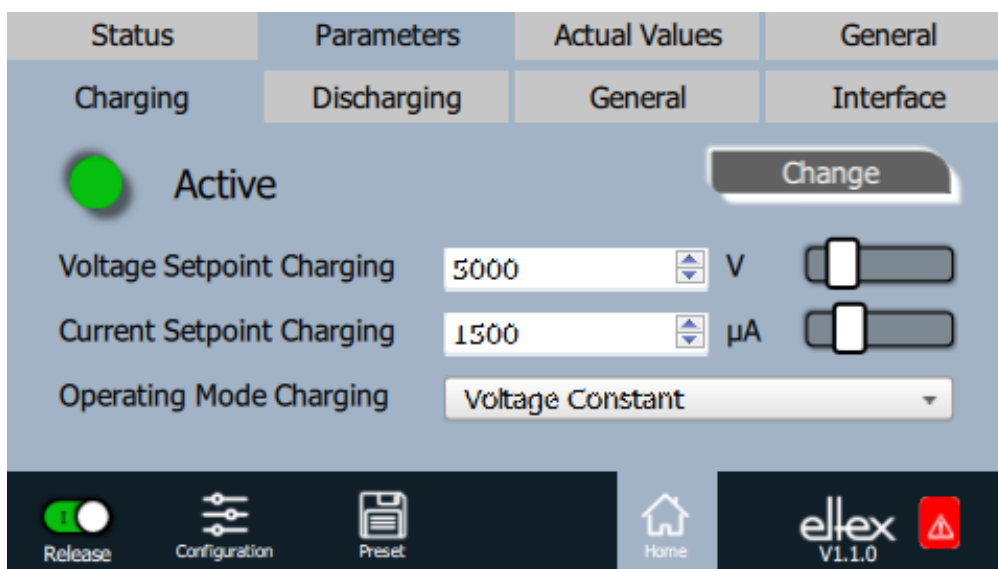 Status Parameters Actual Values General
Charging Discharging General Interface
Active Change
Voltage Setpoint Charging 5000 V
Current Setpoint Charging 1500 µA
Operating Mode Charging Voltage Constant
I
Release Configuration Preset Home eltex
V1.1.0